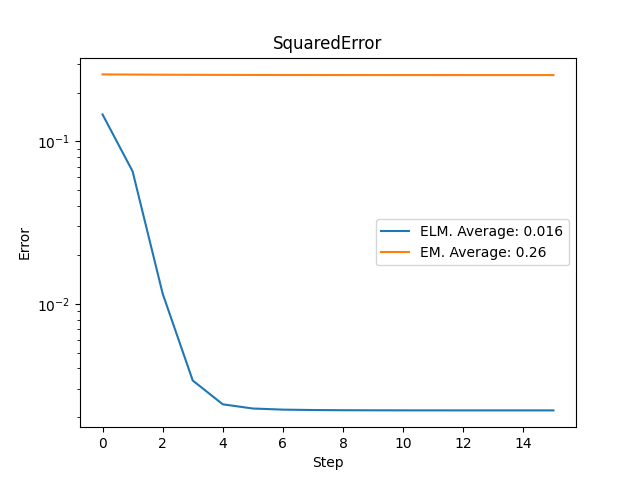 SquaredError
Error
10⁻¹
10⁻²
ELM. Average: 0.016
EM. Average: 0.26
0 2 4 6 8 10 12 14
Step